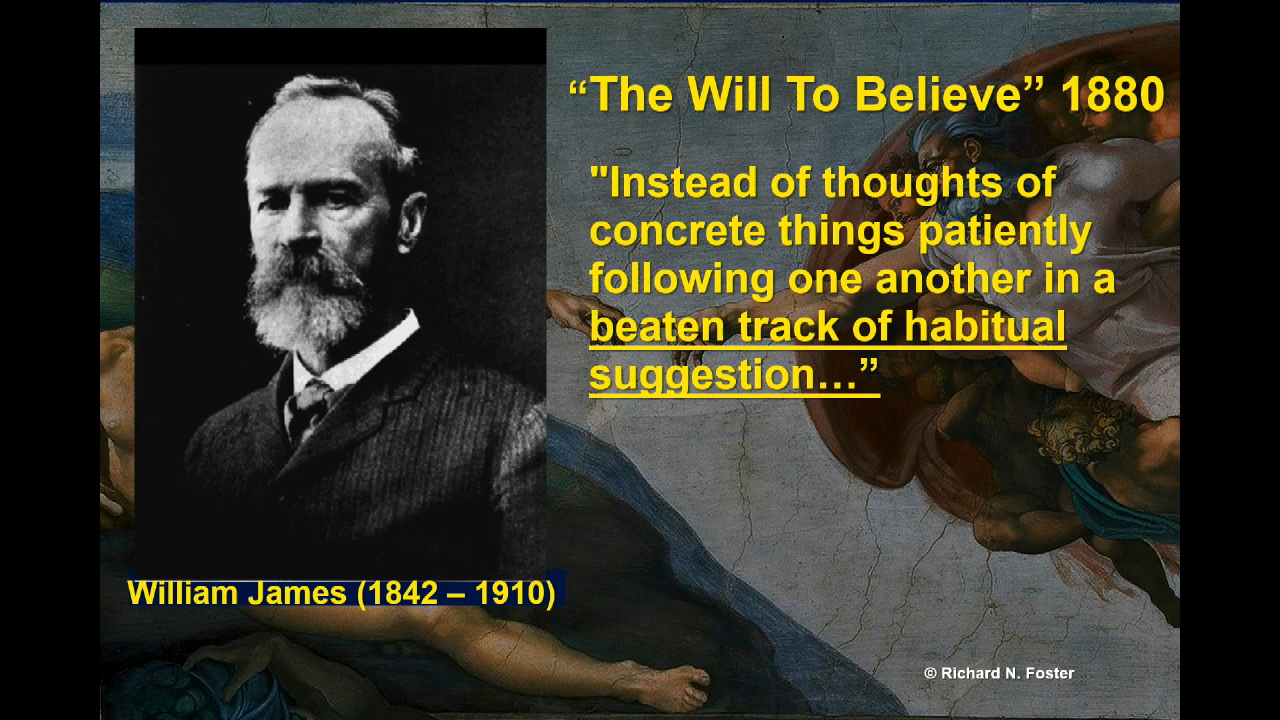 “The Will To Believe” 1880
"Instead of thoughts of
concrete things patiently
following one another in a
beaten track of habitual
suggestion…”
William James (1842 – 1910)
© Richard N. Foster